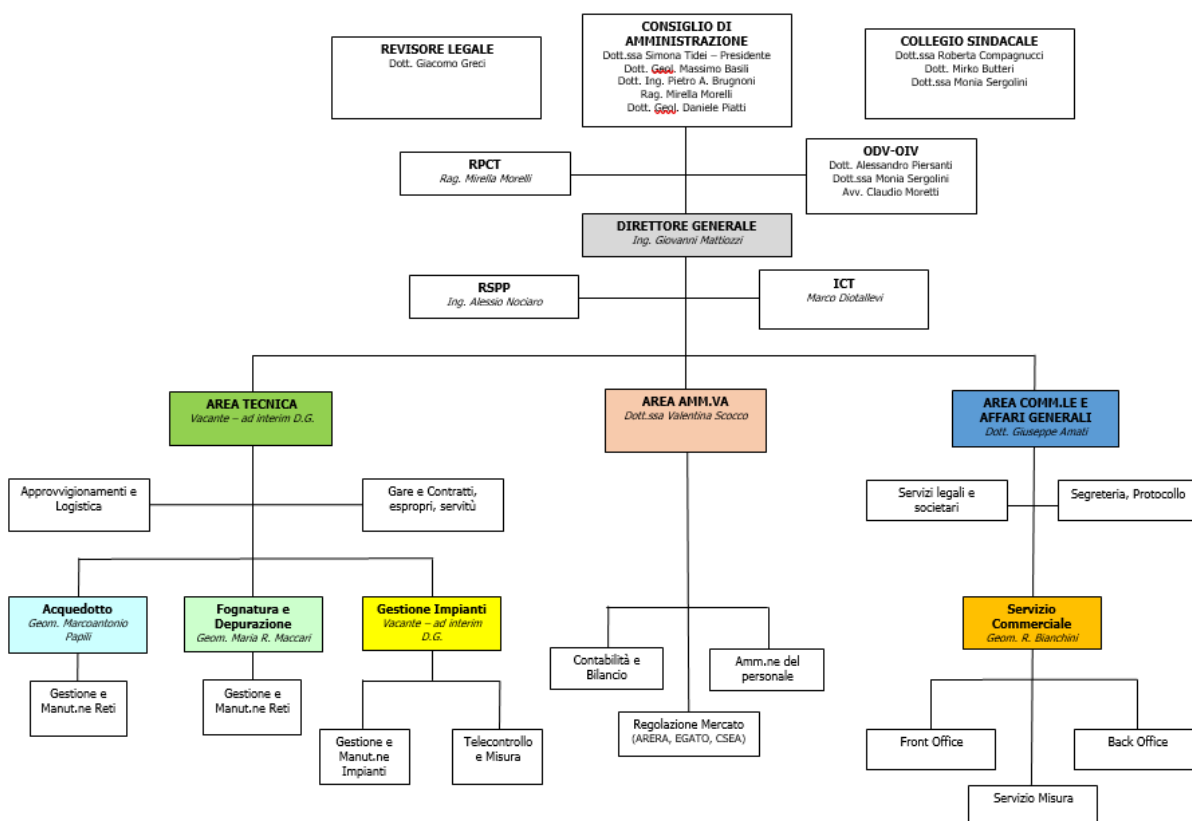 REVISORE LEGALE
Dott. Giacomo Greci
CONSIGLIO DI
AMMINISTRAZIONE
Dott.ssa Simona Tidei – Presidente
Dott. Geol. Massimo Basili
Dott. Ing. Pietro A. Brugnoni
Rag. Mirella Morelli
Dott. Geol. Daniele Piatti
COLLEGIO SINDACALE
Dott.ssa Roberta Compagnucci
Dott. Mirko Butteri
Dott.ssa Monia Sergolini
RPCT
Rag. Mirella Morelli
ODV-OIV
Dott. Alessandro Piersanti
Dott.ssa Monia Sergolini
Avv. Claudio Moretti
DIRETTORE GENERALE
Ing. Giovanni Mattiozzi
RSPP
Ing. Alessio Nociaro
ICT
Marco Diotallevi
AREA TECNICA
Vacante – ad interim D.G.
AREA AMM.VA
Dott.ssa Valentina Scocco
AREA COMM.LE E
AFFARI GENERALI
Dott. Giuseppe Amati
Approvvigionamenti e
Logistica
Gare e Contratti,
espropri, servitù
Servizi legali e
societari
Segreteria, Protocollo
Acquedotto
Geom. Marcoantonio
Papili
Fognatura e
Depurazione
Geom. Maria R. Maccari
Gestione Impianti
Vacante – ad interim
D.G.
Servizio
Commerciale
Geom. R. Bianchini
Contabilità e
Bilancio
Amm.ne del
personale
Gestione e
Manut.ne Reti
Gestione e
Manut.ne Reti
Gestione e
Manut.ne
Impianti
Telecontrollo
e Misura
Regolazione Mercato
(ARERA, EGATO, CSEA)
Front Office
Back Office
Servizio Misura